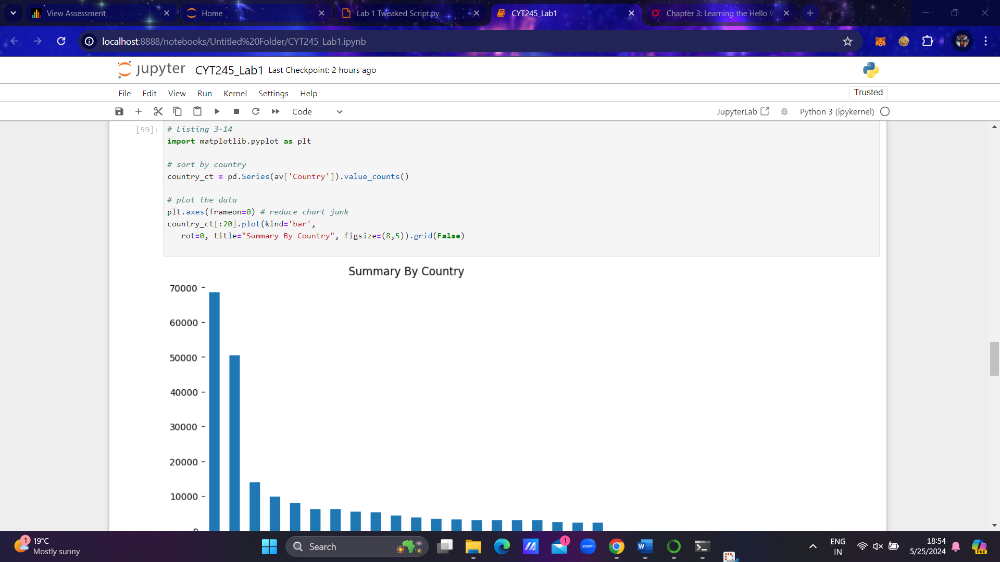 View Assessment
Home
Lab 1 Tweaked Script.py
CYT245_Lab1
Chapter 3: Learning the Hello W
localhost:8888/notebooks/Untitled%20Folder/CYT245_Lab1.ipynb
jupyter
CYT245_Lab1
Last Checkpoint: 2 hours ago
File Edit View Run Kernel Settings Help
Trusted
Code
JupyterLab
Python 3 (ipykernel)
[59]:
# Listing 3-14
import matplotlib.pyplot as plt
# sort by country
country_ct = pd.Series(av['Country']).value_counts()
# plot the data
plt.axes(frameon=0) # reduce chart junk
country_ct[:20].plot(kind='bar',
rot=0, title="Summary By Country", figsize=(8,5)).grid(False)
Summary By Country
70000
60000
50000
40000
30000
20000
10000
1
19°C
Mostly sunny
Search
1
zoom
W
PRE
ENG
IN
18:54
5/25/2024